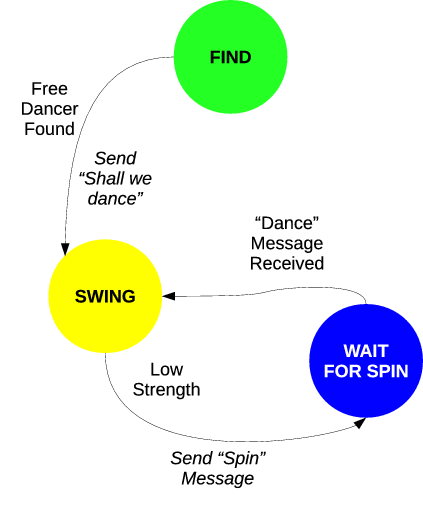 FIND
Free
Dancer
Found
Send
“Shall we
dance”
“Dance”
Message
Received
SWING
WAIT
FOR SPIN
Low
Strength
Send “Spin”
Message